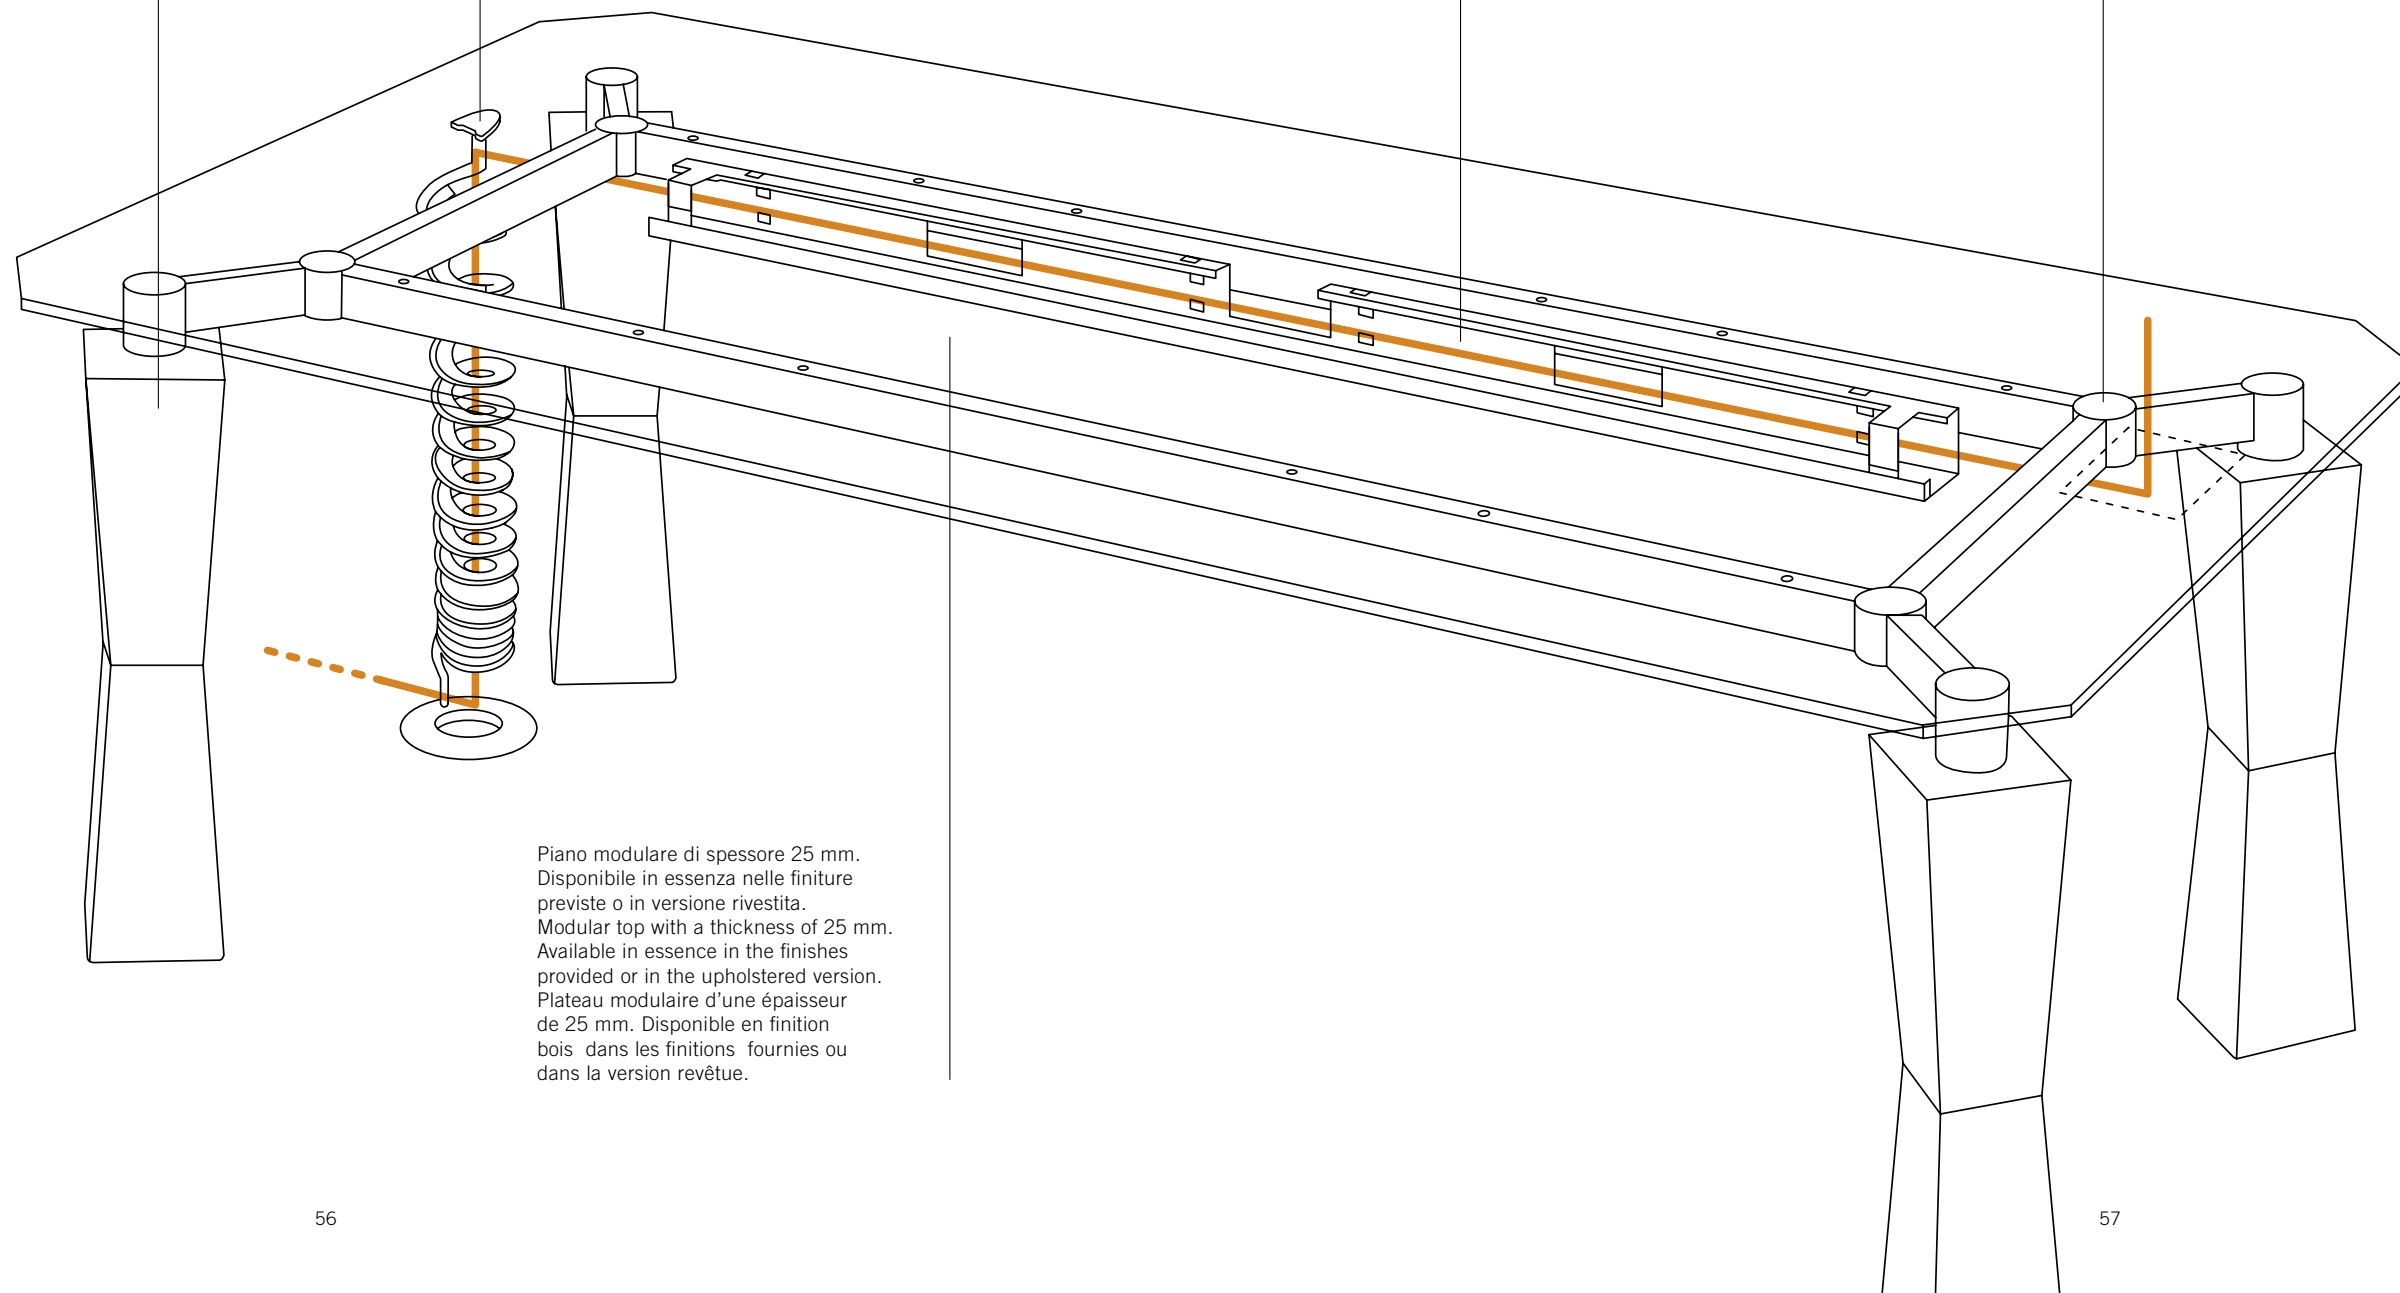 Piano modulare di spessore 25 mm.
Disponibile in essenza nelle finiture
previste o in versione rivestita.
Modular top with a thickness of 25 mm.
Available in essence in the finishes
provided or in the upholstered version.
Plateau modulaire d’une épaisseur
de 25 mm. Disponible en finition
bois  dans les finitions  fournies ou
dans la version revêtue.
56
57